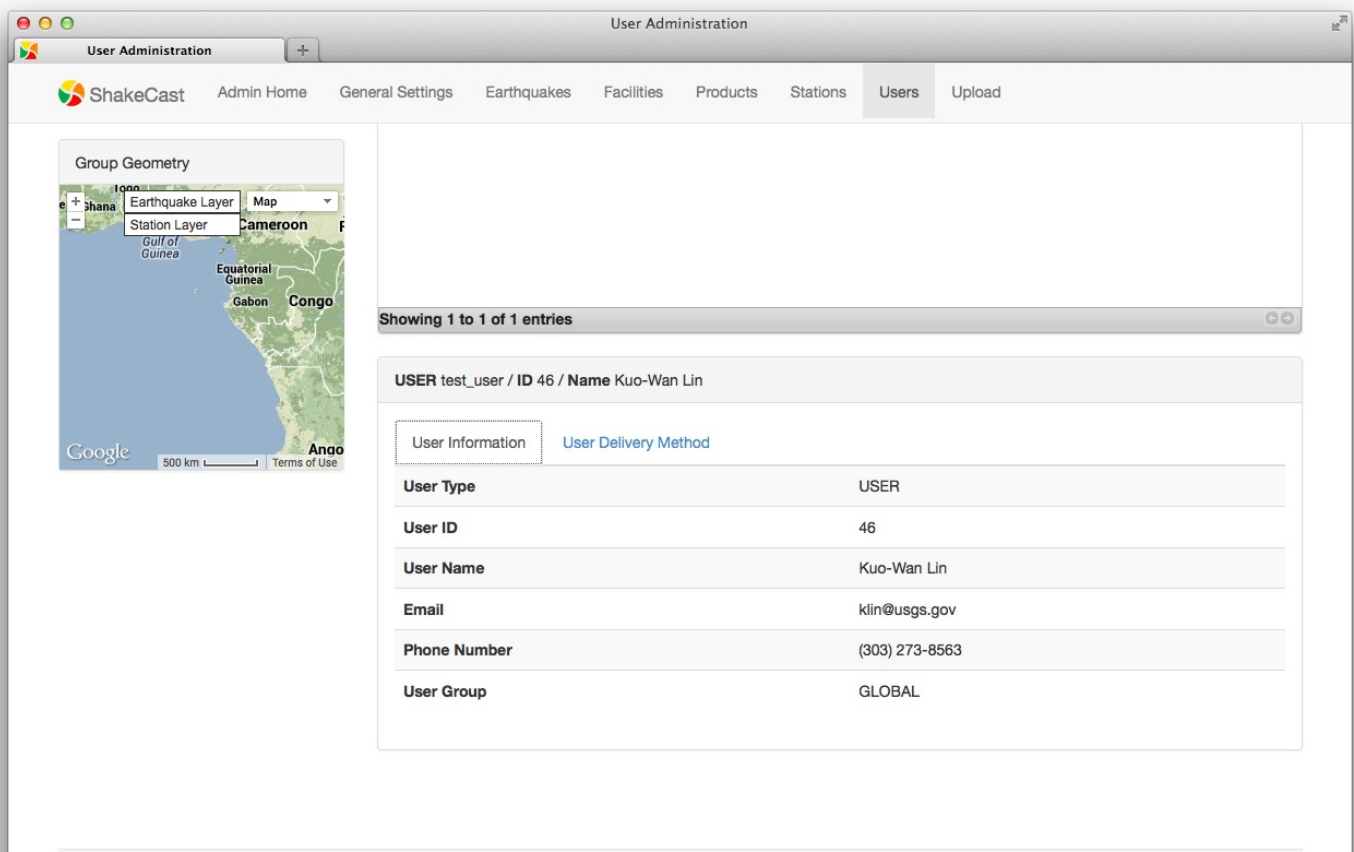 User Administration
User Administration
ShakeCast Admin Home General Settings Earthquakes Facilities Products Stations Users Upload
Group Geometry
Togo
Ghana
Earthquake Layer
Map
Station Layer
Cameroon
Gulf of
Guinea
Equatorial
Guinea
Gabon
Congo
Ango
Google
500 km
Terms of Use
Showing 1 to 1 of 1 entries
USER test_user / ID 46 / Name Kuo-Wan Lin
User Information User Delivery Method
User Type USER
User ID 46
User Name Kuo-Wan Lin
Email klin@usgs.gov
Phone Number (303) 273-8563
User Group GLOBAL